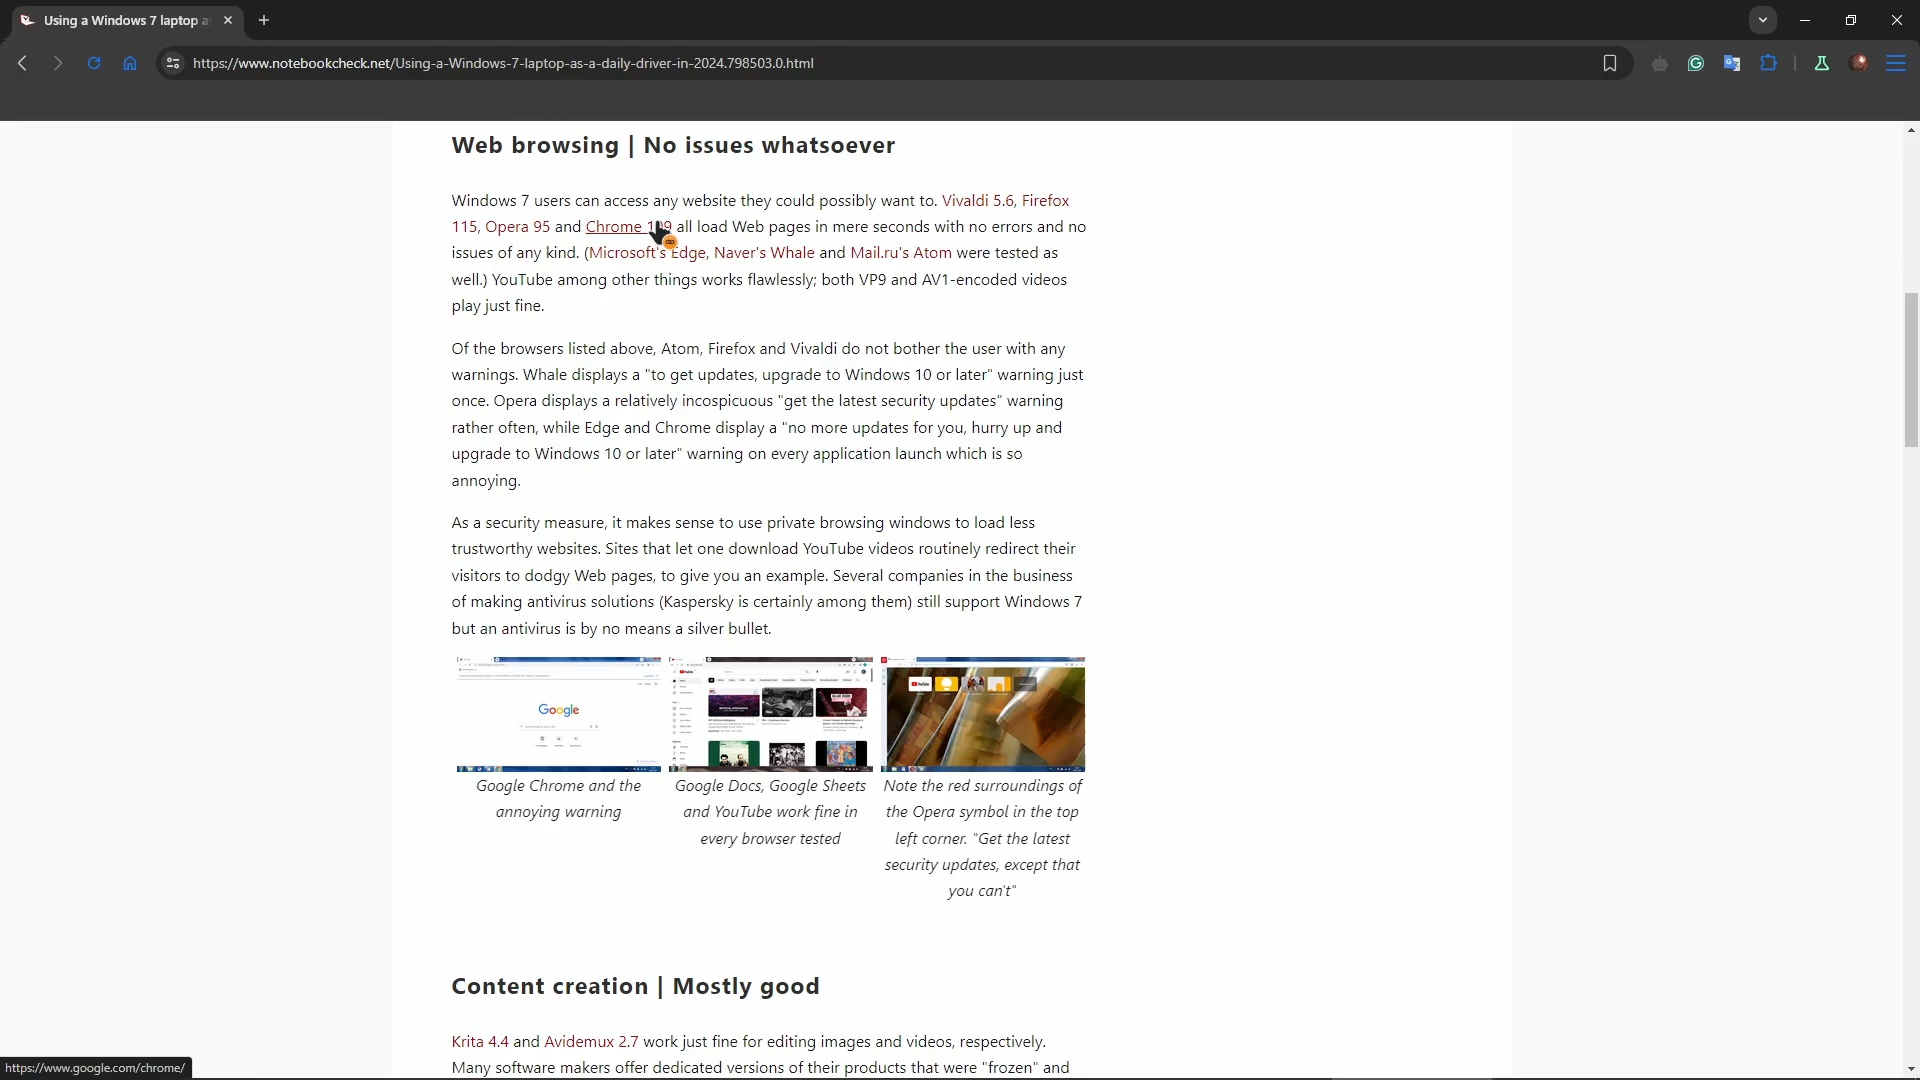 Using a Windows 7 laptop a
https://www.notebookcheck.net/Using-a-Windows-7-laptop-as-a-daily-driver-in-2024.798503.0.html
Web browsing | No issues whatsoever
Windows 7 users can access any website they could possibly want to. Vivaldi 5.6, Firefox
115, Opera 95 and Chrome 109 all load Web pages in mere seconds with no errors and no
issues of any kind. (Microsoft's Edge, Naver's Whale and Mail.ru's Atom were tested as
well.) YouTube among other things works flawlessly; both VP9 and AV1-encoded videos
play just fine.
Of the browsers listed above, Atom, Firefox and Vivaldi do not bother the user with any
warnings. Whale displays a "to get updates, upgrade to Windows 10 or later" warning just
once. Opera displays a relatively incospicuous "get the latest security updates" warning
rather often, while Edge and Chrome display a "no more updates for you, hurry up and
upgrade to Windows 10 or later" warning on every application launch which is so
annoying.
As a security measure, it makes sense to use private browsing windows to load less
trustworthy websites. Sites that let one download YouTube videos routinely redirect their
visitors to dodgy Web pages, to give you an example. Several companies in the business
of making antivirus solutions (Kaspersky is certainly among them) still support Windows 7
but an antivirus is by no means a silver bullet.
Google
Google Chrome and the
annoying warning
Google Docs, Google Sheets
and YouTube work fine in
every browser tested
Note the red surroundings of
the Opera symbol in the top
left corner. "Get the latest
security updates, except that
you can't"
Content creation | Mostly good
Krita 4.4 and Avidemux 2.7 work just fine for editing images and videos, respectively.
Many software makers offer dedicated versions of their products that were "frozen" and
https://www.google.com/chrome/